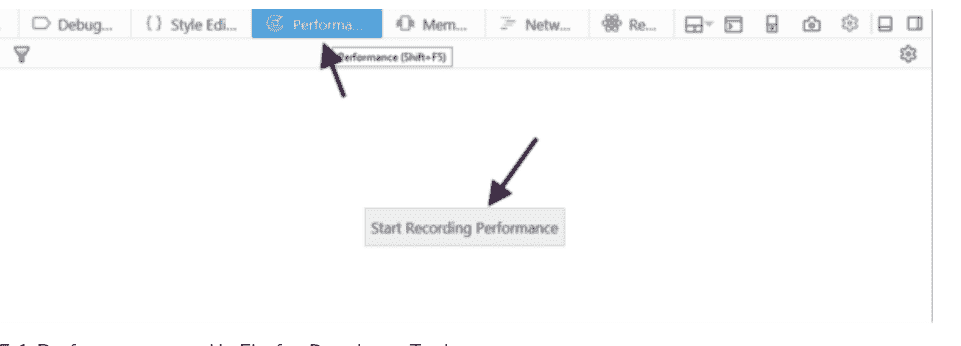 Debug...
{ } Style Edi...
Performa...
Mem...
Netw...
Re...
Performance (Shift+F5)
Start Recording Performance